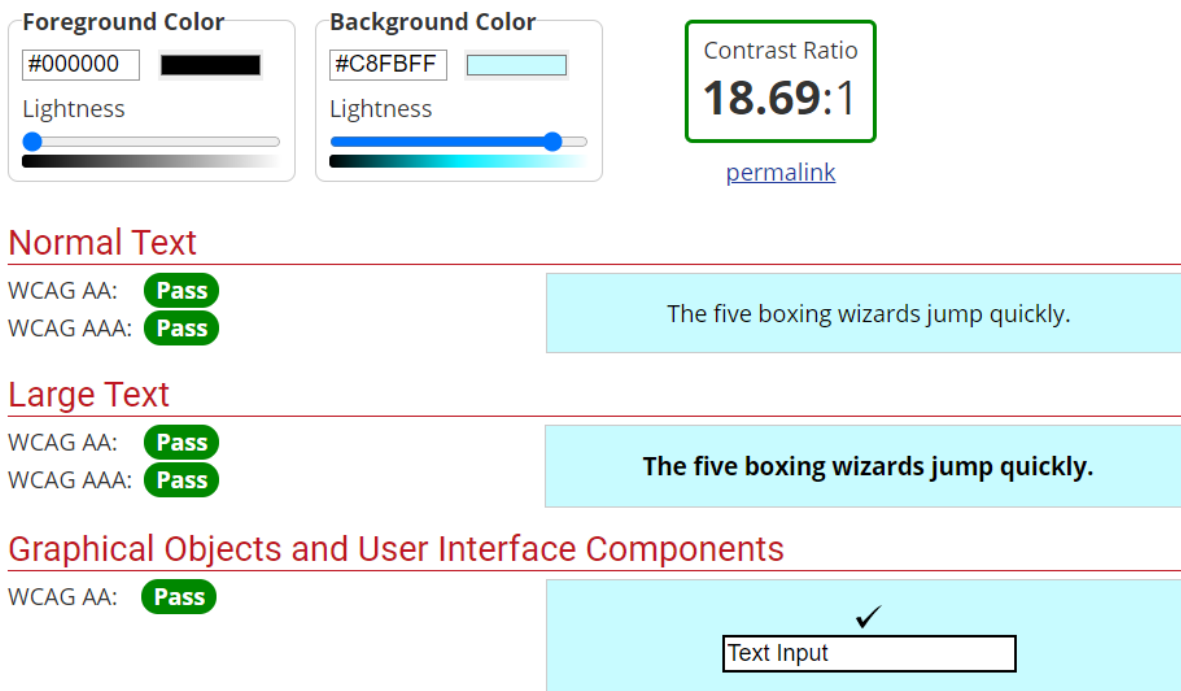 Foreground Color
#000000
Lightness
Background Color
#C8FBFF
Lightness
Contrast Ratio
18.69:1
permalink
Normal Text
WCAG AA: Pass
WCAG AAA: Pass
The five boxing wizards jump quickly.
Large Text
WCAG AA: Pass
WCAG AAA: Pass
The five boxing wizards jump quickly.
Graphical Objects and User Interface Components
WCAG AA: Pass
✓
Text Input